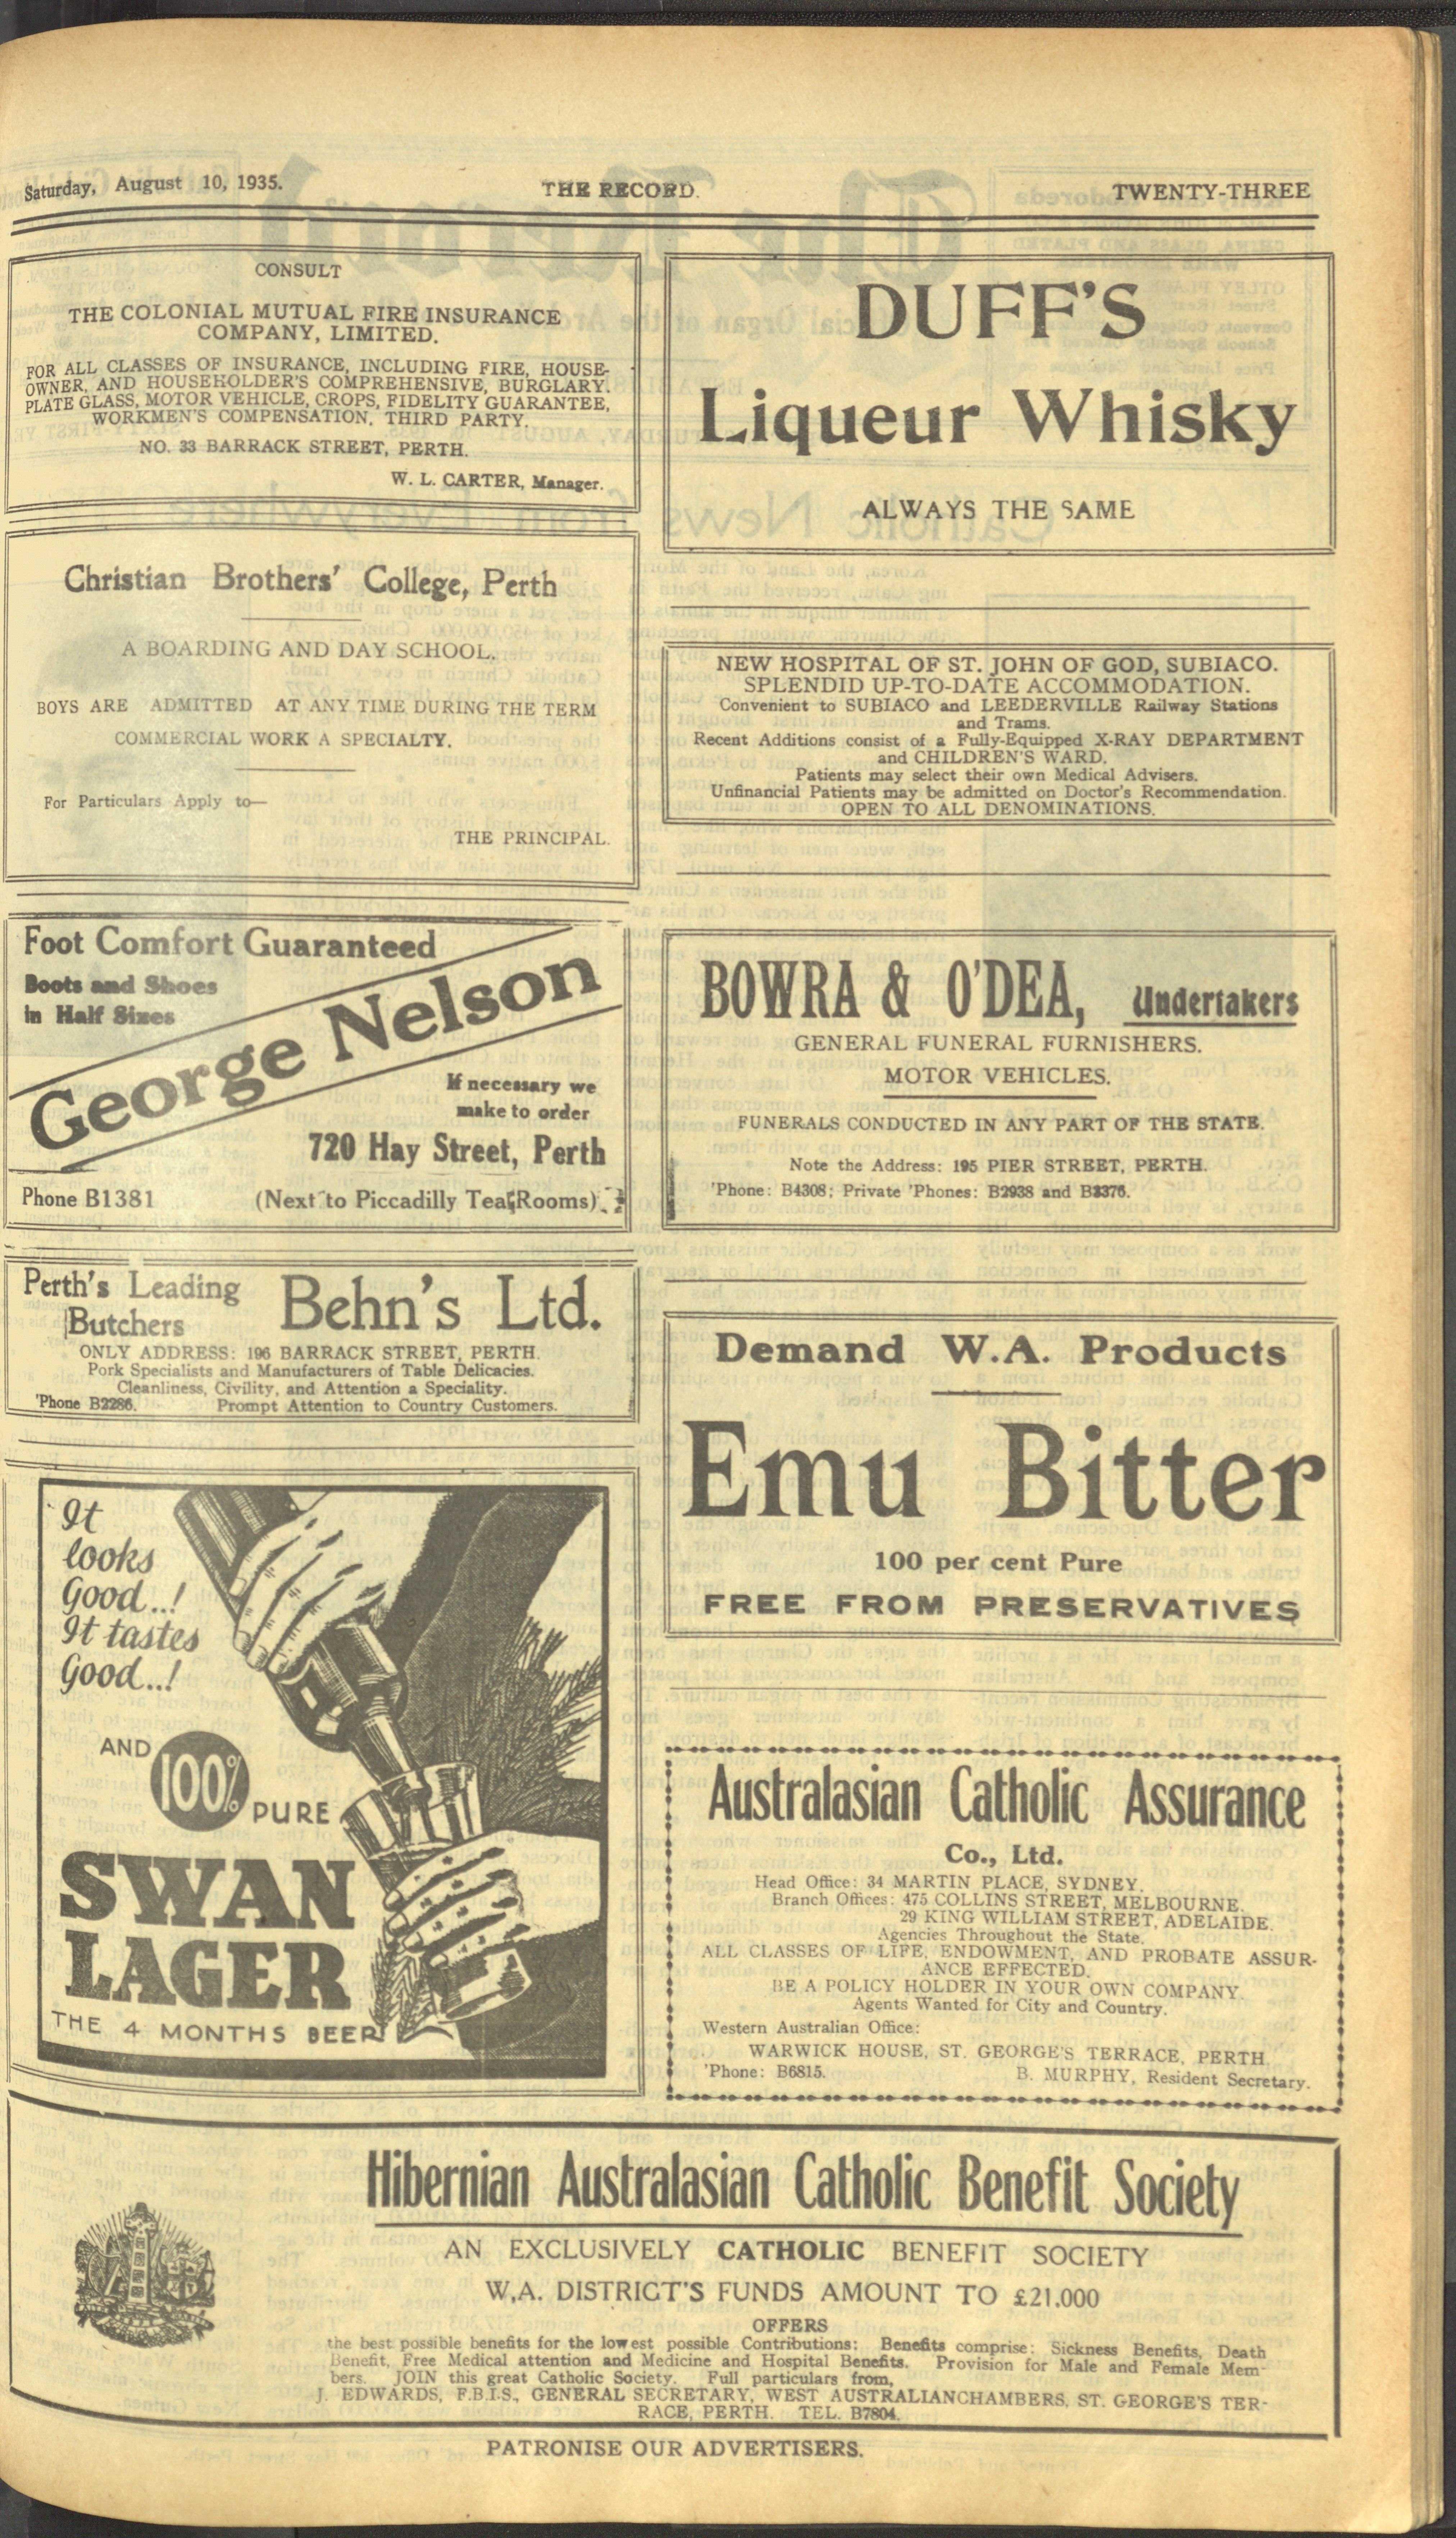 Saturday, August 10, 1935. THE RECORD. TWENTY-THREE
CONSULT
THE COLONIAL MUTUAL FIRE INSURANCE
COMPANY, LIMITED.
FOR ALL CLASSES OF INSURANCE, INCLUDING FIRE, HOUSE-
OWNER, AND HOUSEHOLDER'S COMPREHENSIVE, BURGLARY.
PLATE GLASS, MOTOR VEHICLE, CROPS, FIDELITY GUARANTEE,
WORKMEN'S COMPENSATION, THIRD PARTY.
NO. 33 BARRACK STREET, PERTH.
W. L. CARTER, Manager.
Christian Brothers' College, Perth
A BOARDING AND DAY SCHOOL.
BOYS ARE ADMITTED AT ANY TIME DURING THE TERM
COMMERCIAL WORK A SPECIALTY.
For Particulars Apply to—
THE PRINCIPAL.
Foot Comfort Guaranteed
Boots and Shoes
in Half Sizes
George Nelson
If necessary we
make to order
720 Hay Street, Perth
Phone B1381 (Next to Piccadilly Tea Rooms)
Perth's Leading
Butchers
Behn's Ltd.
ONLY ADDRESS: 196 BARRACK STREET, PERTH.
Pork Specialists and Manufacturers of Table Delicacies.
Cleanliness, Civility, and Attention a Speciality.
'Phone B2286. Prompt Attention to Country Customers.
It
looks
Good..!
It tastes
Good..!
AND
100%
PURE
SWAN
LAGER
THE 4 MONTHS BEER
DUFF'S
Liqueur Whisky
ALWAYS THE SAME
NEW HOSPITAL OF ST. JOHN OF GOD, SUBIACO.
SPLENDID UP-TO-DATE ACCOMMODATION.
Convenient to SUBIACO and LEEDERVILLE Railway Stations
and Trams.
Recent Additions consist of a Fully-Equipped X-RAY DEPARTMENT
and CHILDREN'S WARD.
Patients may select their own Medical Advisers.
Unfinancial Patients may be admitted on Doctor's Recommendation.
OPEN TO ALL DENOMINATIONS.
BOWRA & O'DEA, Undertakers
GENERAL FUNERAL FURNISHERS.
MOTOR VEHICLES.
FUNERALS CONDUCTED IN ANY PART OF THE STATE.
Note the Address: 195 PIER STREET, PERTH.
'Phone: B4308; Private 'Phones: B2938 and B3376.
Demand W.A. Products
Emu Bitter
100 per cent Pure
FREE FROM PRESERVATIVES
Australasian Catholic Assurance
Co., Ltd.
Head Office: 34 MARTIN PLACE, SYDNEY.
Branch Offices: 475 COLLINS STREET, MELBOURNE.
29 KING WILLIAM STREET, ADELAIDE.
Agencies Throughout the State.
ALL CLASSES OF LIFE, ENDOWMENT, AND PROBATE ASSUR-
ANCE EFFECTED.
BE A POLICY HOLDER IN YOUR OWN COMPANY.
Agents Wanted for City and Country.
Western Australian Office:
WARWICK HOUSE, ST. GEORGE'S TERRACE, PERTH.
'Phone: B6815. B. MURPHY, Resident Secretary.
Hibernian Australasian Catholic Benefit Society
AN EXCLUSIVELY CATHOLIC BENEFIT SOCIETY
W.A. DISTRICT'S FUNDS AMOUNT TO £21.000
OFFERS
the best possible benefits for the lowest possible Contributions: Benefits comprise: Sickness Benefits, Death
Benefit, Free Medical attention and Medicine and Hospital Benefits. Provision for Male and Female Mem-
bers. JOIN this great Catholic Society. Full particulars from,
J. EDWARDS, F.B.I.S., GENERAL SECRETARY, WEST AUSTRALIANCHAMBERS, ST. GEORGE'S TER-
RACE, PERTH. TEL. B7804.
PATRONISE OUR ADVERTISERS.